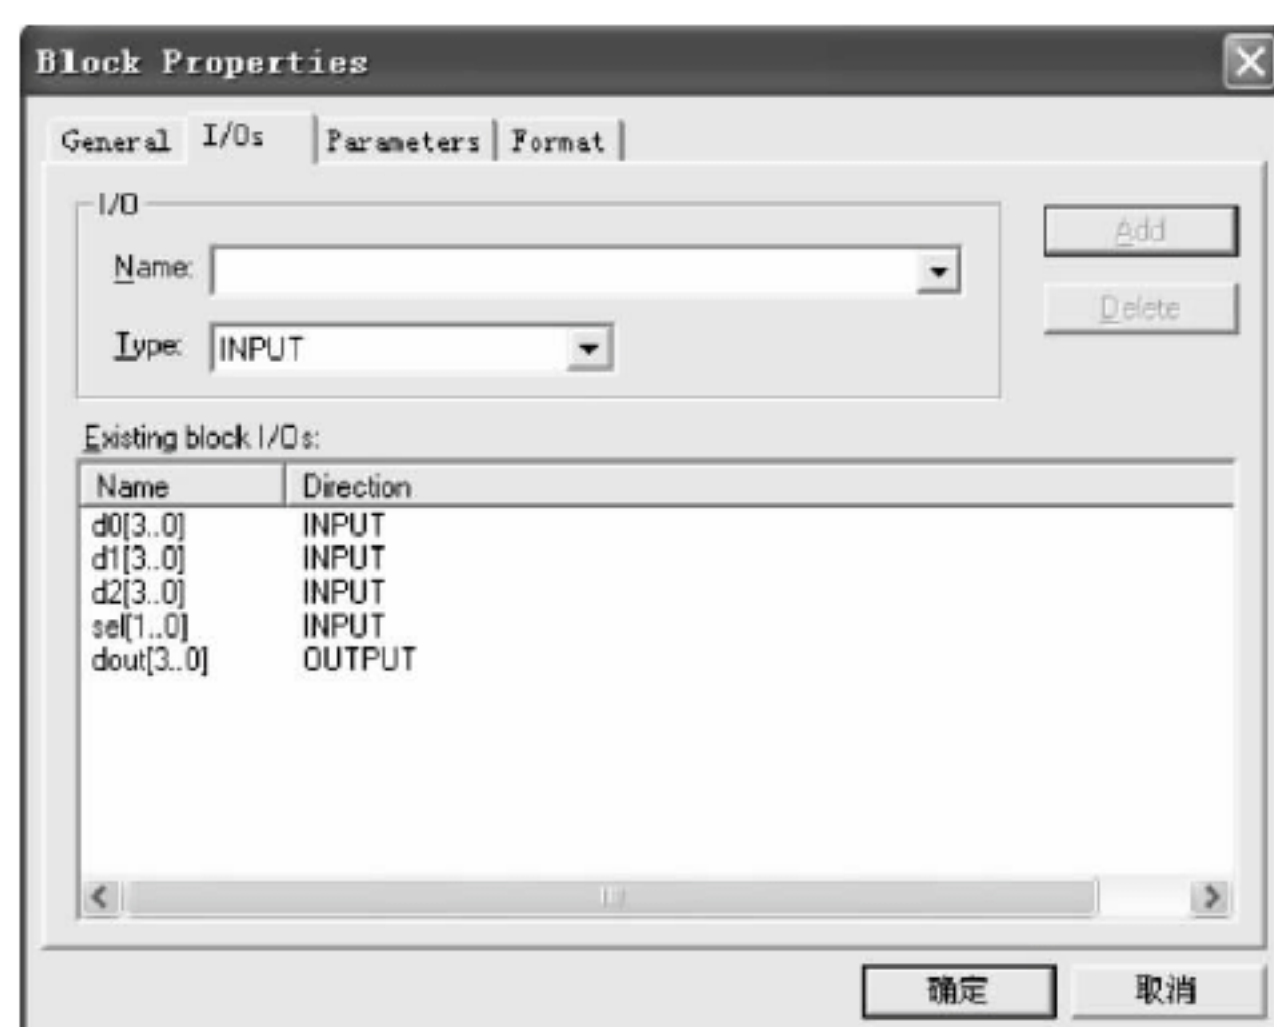 Block Properties
General I/Os Parameters Format
I/O
Name:
Add
Type: INPUT
Delete
Existing block I/Os:
Name Direction
d0[3..0] INPUT
d1[3..0] INPUT
d2[3..0] INPUT
sel[1..0] INPUT
dout[3..0] OUTPUT
确定 取消